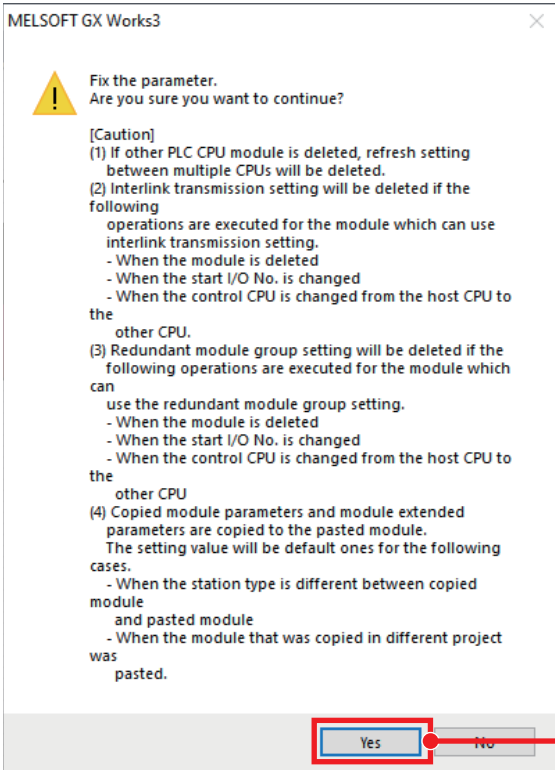 MELSOFT GX Works3
Fix the parameter.
Are you sure you want to continue?
[Caution]
(1) If other PLC CPU module is deleted, refresh setting
between multiple CPUs will be deleted.
(2) Interlink transmission setting will be deleted if the
following
operations are executed for the module which can use
interlink transmission setting.
- When the module is deleted
- When the start I/O No. is changed
- When the control CPU is changed from the host CPU to
the
other CPU.
(3) Redundant module group setting will be deleted if the
following operations are executed for the module which
can
use the redundant module group setting.
- When the module is deleted
- When the start I/O No. is changed
- When the control CPU is changed from the host CPU to
the
other CPU
(4) Copied module parameters and module extended
parameters are copied to the pasted module.
The setting value will be default ones for the following
cases.
- When the station type is different between copied
module
and pasted module
- When the module that was copied in different project
was
pasted.
Yes
No